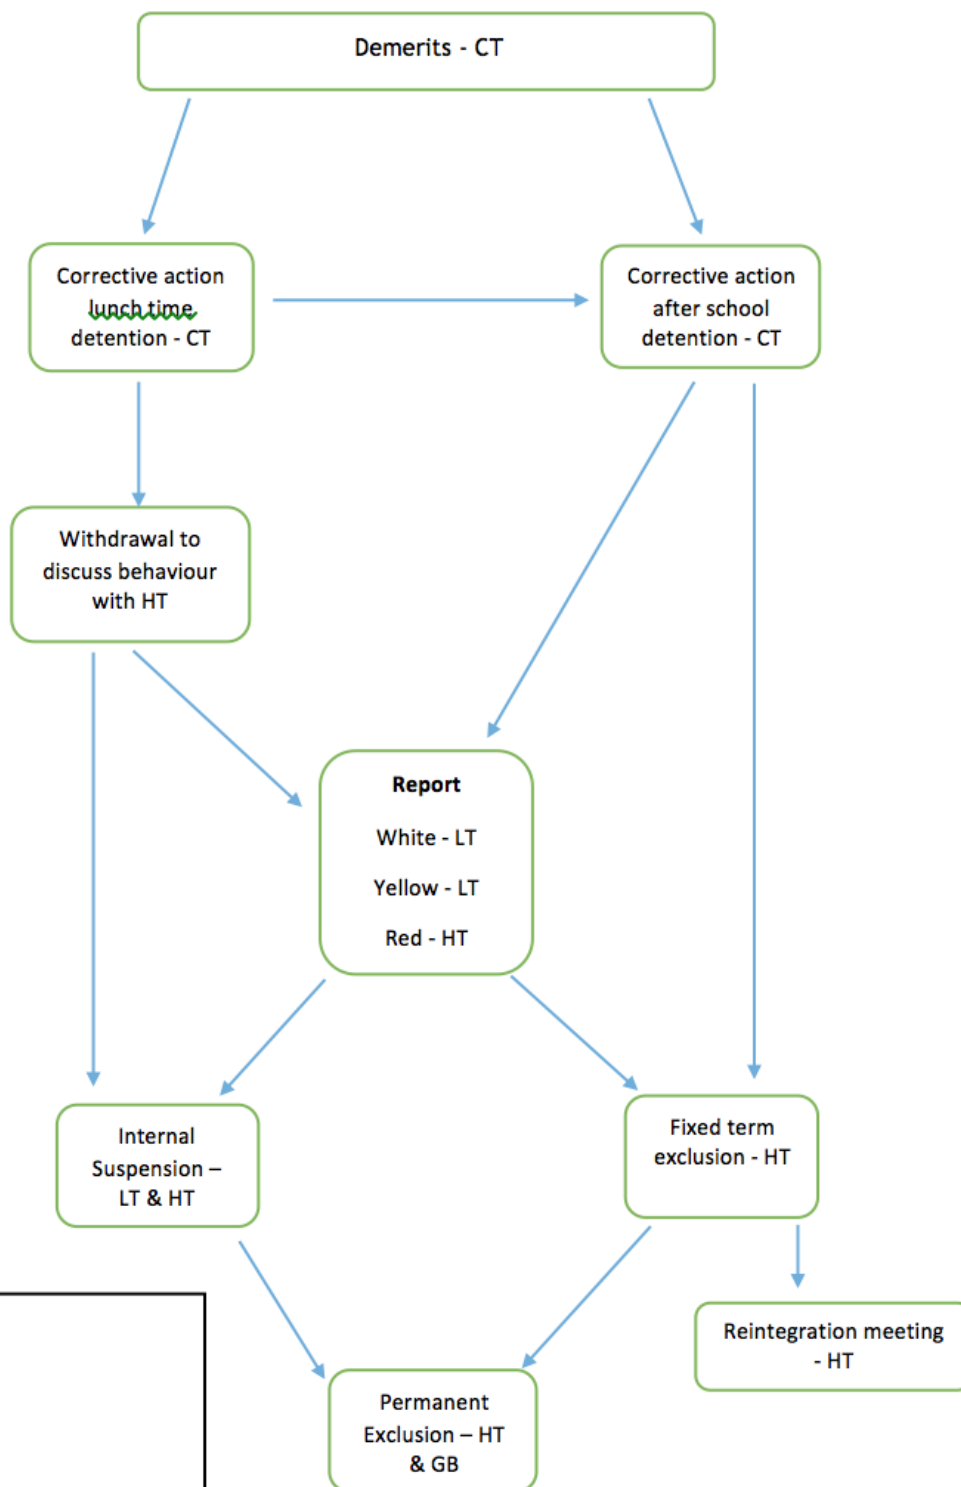 Demerits - CT
Corrective action
lunch time
detention - CT
Corrective action
after school
detention - CT
Withdrawal to
discuss behaviour
with HT
Report
White - LT
Yellow - LT
Red - HT
Internal
Suspension –
LT & HT
Fixed term
exclusion - HT
Reintegration meeting
- HT
Permanent
Exclusion – HT
& GB